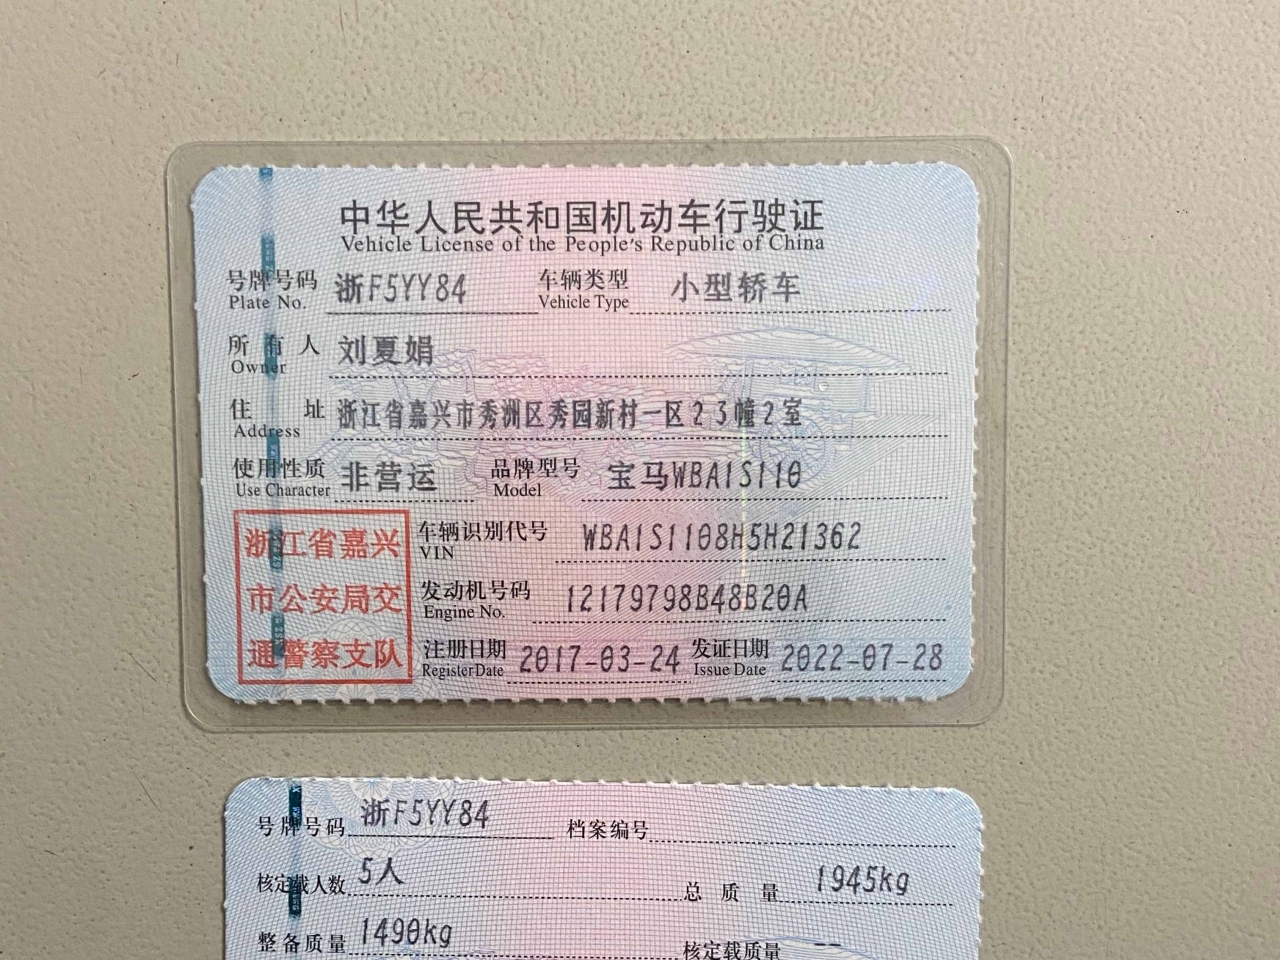 中华人民共和国机动车行驶证
Vehicle License of the People's Republic of China
号牌号码 浙F5YY84 车辆类型 小型轿车
Plate No. Vehicle Type
所有人 刘夏娟
Owner
住址 浙江省嘉兴市秀洲区秀园新村一区23幢2室
Address
使用性质 非营运 品牌型号 宝马WBA1S110
Use Character Model
浙江省嘉兴 车辆识别代号 WBA1S1108H5H21362
VIN
市公安局交 发动机号码 12179798B48B20A
Engine No.
通警察支队 注册日期 2017-03-24 发证日期 2022-07-28
Register Date Issue Date
号牌号码 浙F5YY84 档案编号
核定载人数 5人 总质量 1945kg
整备质量 1490kg 核定载质量 --